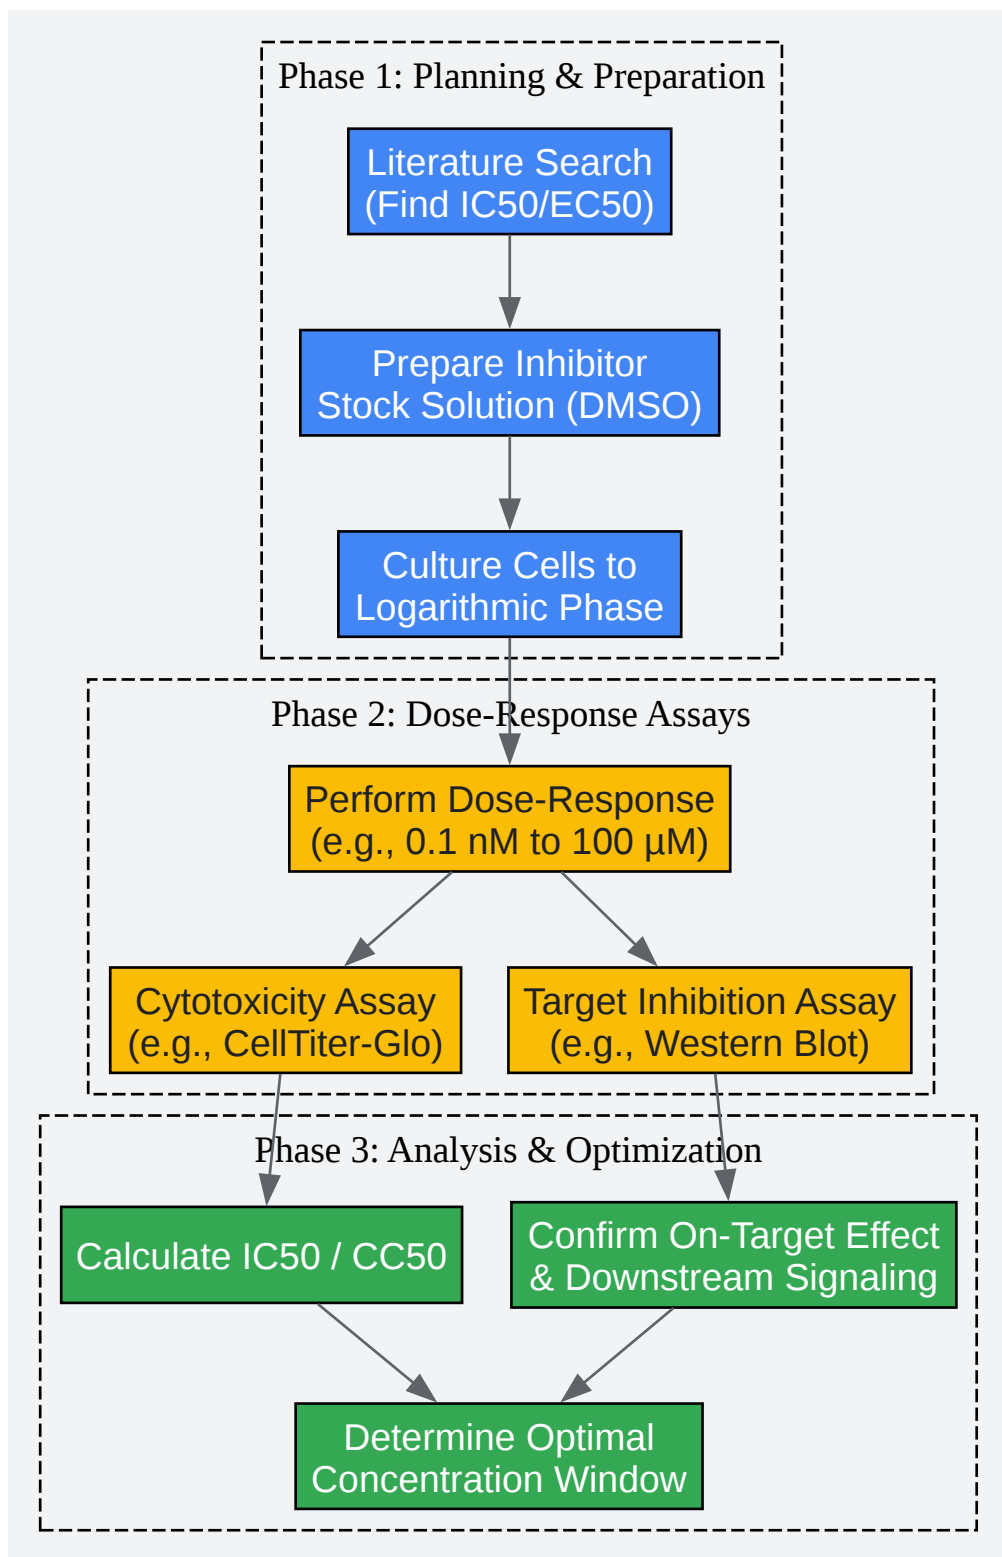 Phase 1: Planning & Preparation
Literature Search
(Find IC50/EC50)
Prepare Inhibitor
Stock Solution (DMSO)
Culture Cells to
Logarithmic Phase
Phase 2: Dose-Response Assays
Perform Dose-Response
(e.g., 0.1 nM to 100 µM)
Cytotoxicity Assay
(e.g., CellTiter-Glo)
Target Inhibition Assay
(e.g., Western Blot)
Phase 3: Analysis & Optimization
Calculate IC50 / CC50
Confirm On-Target Effect
& Downstream Signaling
Determine Optimal
Concentration Window